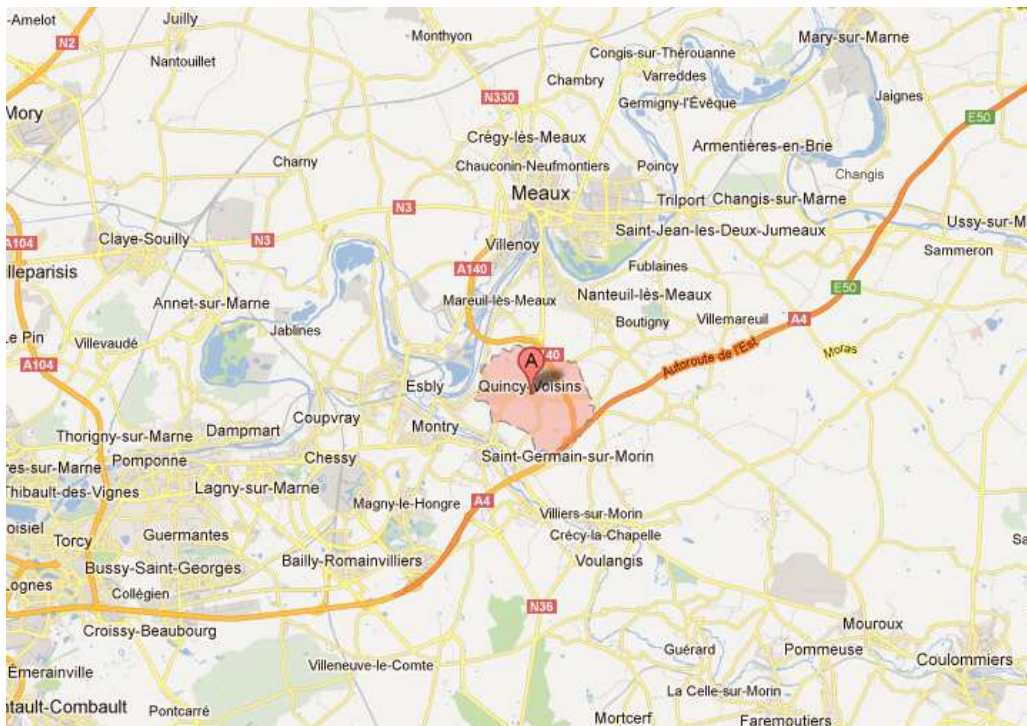 -Amelot
Juilly
N2
Nantouillet
Monthyon
Congis-sur-Thérouanne
Mary-sur-Marne
Chambry
Varreddes
Jaignes
N330
Germigny-l'Évêque
Mory
E50
Crégy-lès-Meaux
Armentières-en-Brie
Charny
Chauconin-Neufmontiers
Poincy
Changis
Meaux
Trilport
Changis-sur-Marne
N3
Ussy-sur-M
A104
Claye-Souilly
N3
Villenoy
Saint-Jean-les-Deux-Jumeaux
Sammeron
lleparisis
A140
Fublaines
E50
Annet-sur-Marne
Mareuil-lès-Meaux
Nanteuil-lès-Meaux
Jablines
Boutigny
Villemareuil
A4
Le Pin
Villevaudé
Autoroute de l'Est
Moras
A104
A
140
Esbly
Quincy-Voisins
Coupvray
Thorigny-sur-Marne
Dampmart
Montry
Pomponne
Chessy
Saint-Germain-sur-Morin
res-sur-Marne
Thibault-des-Vignes
Lagny-sur-Marne
Magny-le-Hongre
A4
Villiers-sur-Morin
oisiel
Torcy
Guermantes
Crécy-la-Chapelle
Sa
Bussy-Saint-Georges
Bailly-Romainvilliers
Voulangis
Lognes
Collégien
N36
Croissy-Beaubourg
Mouroux
Guérard
Pommeuse
Coulommiers
Émerainville
Villeneuve-le-Comte
La Celle-sur-Morin
ntault-Combault
Pontcarré
Mortcerf
Faremoutiers